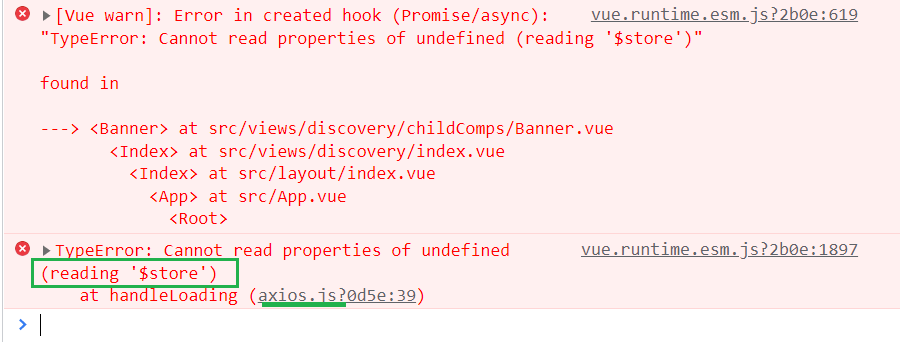 ▶[Vue warn]: Error in created hook (Promise/async): vue.runtime.esm.js?2b0e:619
"TypeError: Cannot read properties of undefined (reading '$store')"
found in
---> <Banner> at src/views/discovery/childComps/Banner.vue
<Index> at src/views/discovery/index.vue
<Index> at src/layout/index.vue
<App> at src/App.vue
<Root>
▶TypeError: Cannot read properties of undefined vue.runtime.esm.js?2b0e:1897
(reading '$store')
at handleLoading (axios.js?0d5e:39)
>